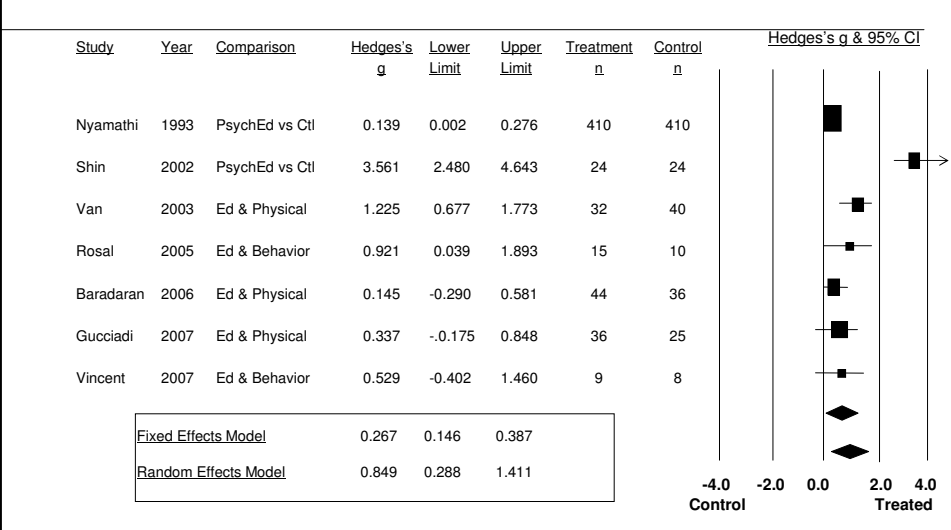 Hedges's g & 95% CI
Study Year Comparison Hedges's Lower Upper Treatment Control
g Limit Limit n n
Nyamathi 1993 PsychEd vs Ctl 0.139 0.002 0.276 410 410
Shin 2002 PsychEd vs Ctl 3.561 2.480 4.643 24 24
Van 2003 Ed & Physical 1.225 0.677 1.773 32 40
Rosal 2005 Ed & Behavior 0.921 0.039 1.893 15 10
Baradaran 2006 Ed & Physical 0.145 -0.290 0.581 44 36
Gucciadi 2007 Ed & Physical 0.337 -.0.175 0.848 36 25
Vincent 2007 Ed & Behavior 0.529 -0.402 1.460 9 8
Fixed Effects Model 0.267 0.146 0.387
Random Effects Model 0.849 0.288 1.411
-4.0 -2.0 0.0 2.0 4.0
Control Treated